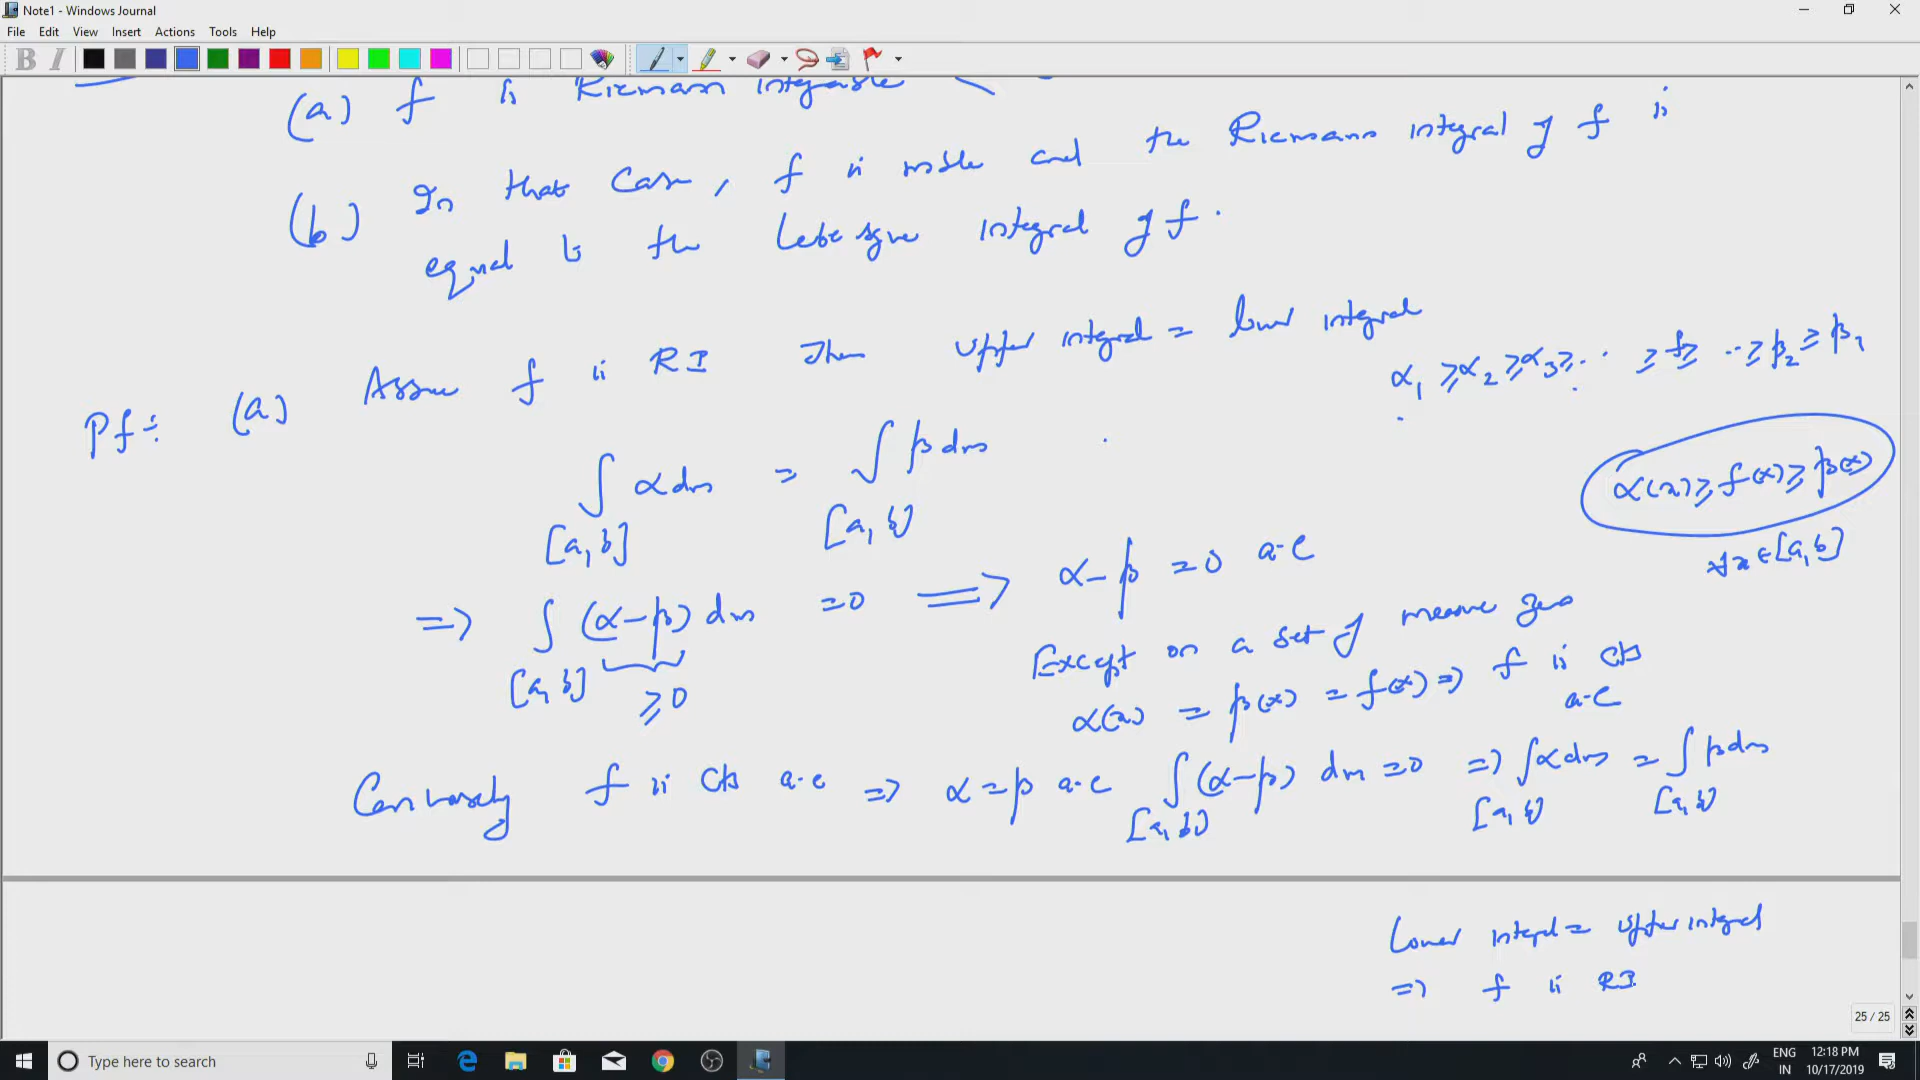 Note1 - Windows Journal
File Edit View Insert Actions Tools Help
B I
(a) f is Riemann integrable
(b) In that case, f is mble and the Riemann integral of f is
equal to the Lebesgue integral of f.
Pf:- (a) Assume f is RI Then upper integral = lower integral
α₁ ≥ α₂ ≥ α₃ ≥ ... ≥ f ≥ ... ≥ β₂ ≥ β₁
∫_[a,b] α dm = ∫_[a,b] β dm
α(x) ≥ f(x) ≥ β(x)
∀ x ∈ [a,b]
=> ∫_[a,b] (α-β) dm = 0 ==> α-β = 0 a.e
≥ 0
Except on a set of measure zero
α(x) = β(x) = f(x) => f is cts
a.e
Conversely f is cts a.e => α = β a.e ∫_[a,b] (α-β) dm = 0 => ∫_[a,b] α dm = ∫_[a,b] β dm
Lower integral = upper integral
=> f is RI
25 / 25
Type here to search
ENG
IN
12:18 PM
10/17/2019